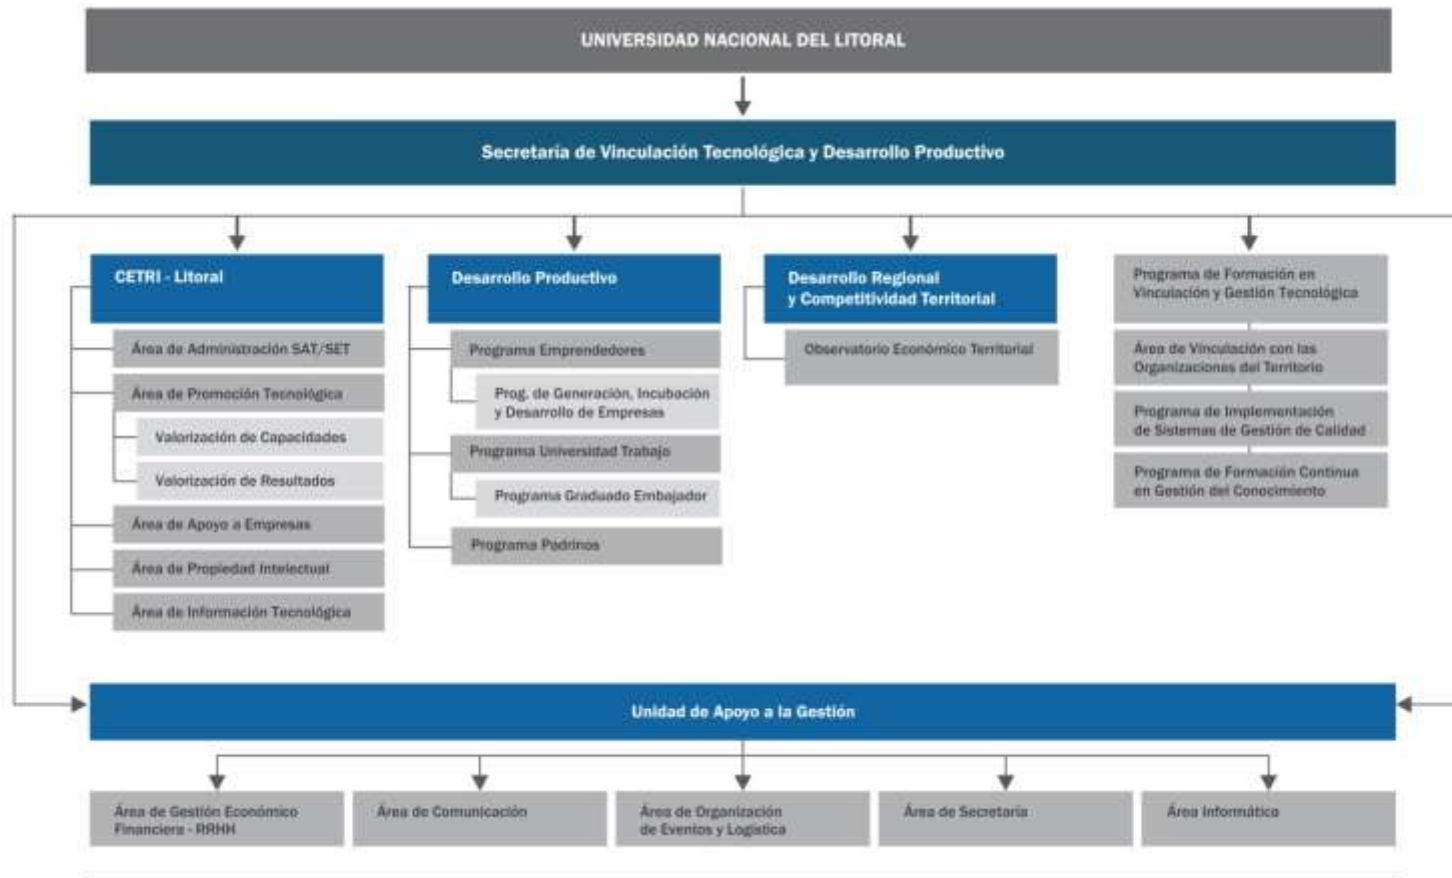 UNIVERSIDAD NACIONAL DEL LITORAL
Secretaría de Vinculación Tecnológica y Desarrollo Productivo
CETRI - Litoral
Área de Administración SAT/SET
Área de Promoción Tecnológica
Valorización de Capacidades
Valorización de Resultados
Área de Apoyo a Empresas
Área de Propiedad Intelectual
Área de Información Tecnológica
Desarrollo Productivo
Programa Emprendedores
Prog. de Generación, Incubación
y Desarrollo de Empresas
Programa Universidad Trabajo
Programa Graduado Embajador
Programa Padrinos
Desarrollo Regional
y Competitividad Territorial
Observatorio Económico Territorial
Programa de Formación en
Vinculación y Gestión Tecnológica
Área de Vinculación con las
Organizaciones del Territorio
Programa de Implementación
de Sistemas de Gestión de Calidad
Programa de Formación Continua
en Gestión del Conocimiento
Unidad de Apoyo a la Gestión
Área de Gestión Económico
Financiera - RRHH
Área de Comunicación
Área de Organización
de Eventos y Logística
Área de Secretaría
Área Informática